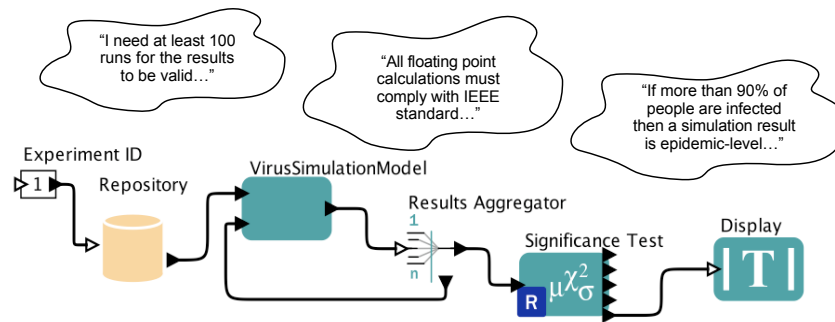 “I need at least 100
runs for the results
to be valid…”
“All floating point
calculations must
comply with IEEE
standard…”
“If more than 90% of
people are infected
then a simulation result
is epidemic-level…”
Experiment ID
1
Repository
VirusSimulationModel
Results Aggregator
1
n
Significance Test
R
μχ²σ
Display
T